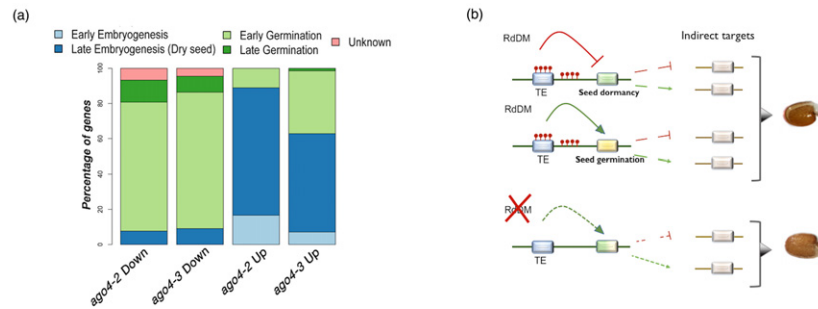 (a)
Early Embryogenesis
Late Embryogenesis (Dry seed)
Early Germination
Late Germination
Unknown
Percentage of genes
100
80
60
40
20
0
ago4-2 Down
ago4-3 Down
ago4-2 Up
ago4-3 Up
(b)
RdDM
Indirect targets
TE
Seed dormancy
RdDM
TE
Seed germination
RdDM
TE